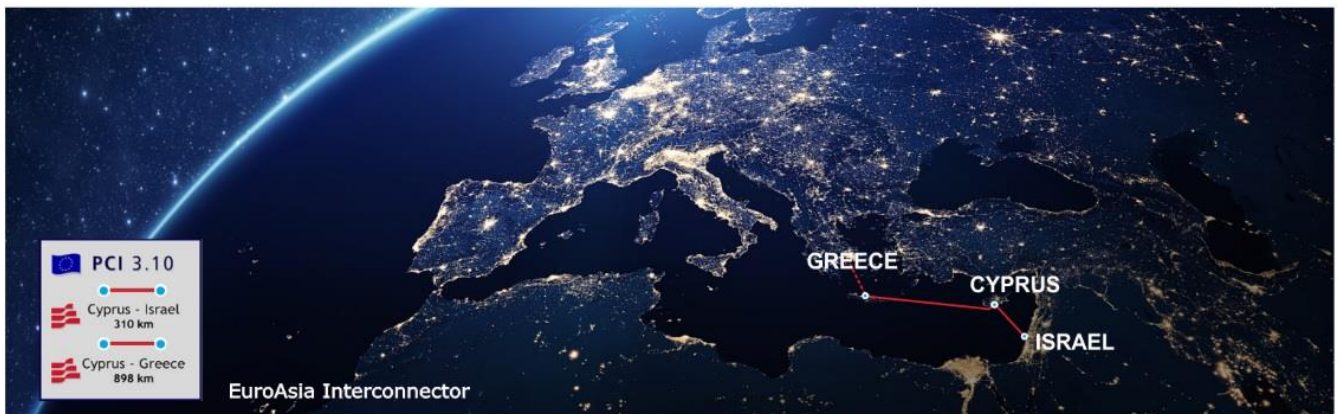 GREECE
CYPRUS
ISRAEL
PCI 3.10
Cyprus - Israel
310 km
Cyprus - Greece
898 km
EuroAsia Interconnector